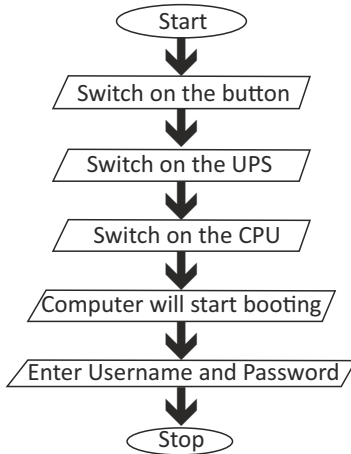 Start
Switch on the button
Switch on the UPS
Switch on the CPU
Computer will start booting
Enter Username and Password
Stop